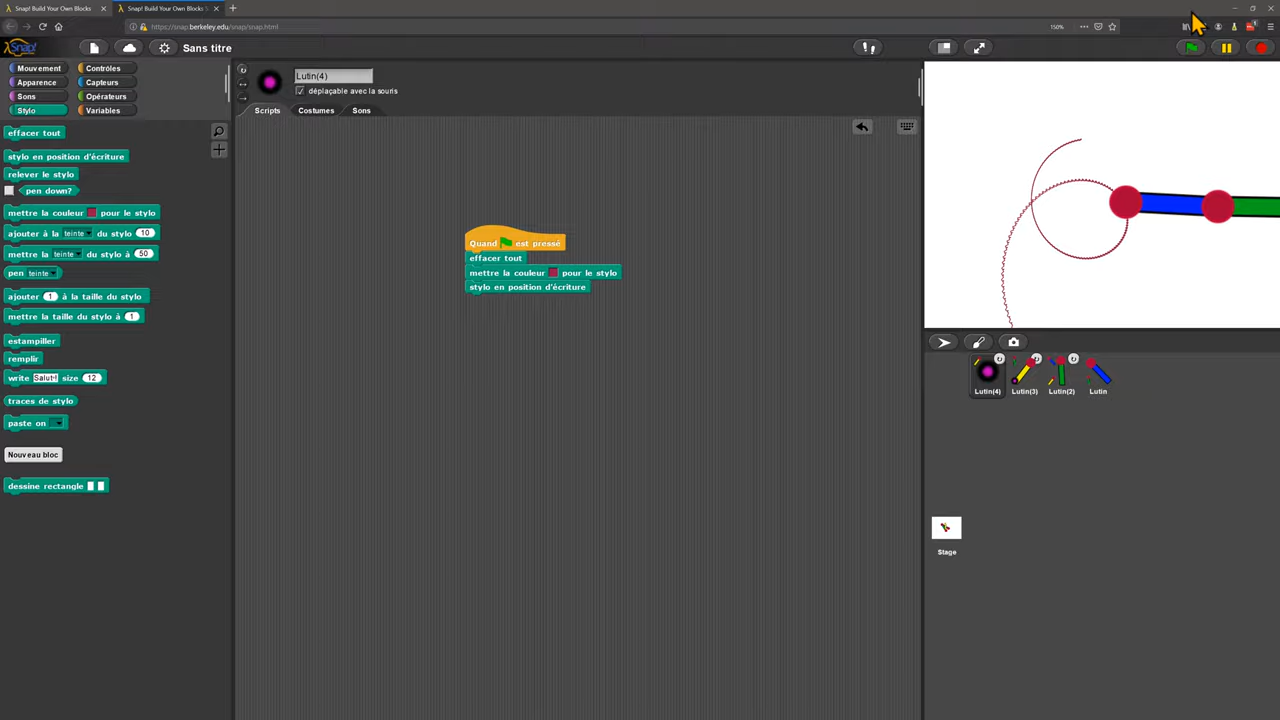 Snap! Build Your Own Blocks
Snap! Build Your Own Blocks
https://snap.berkeley.edu/snap/snap.html
150%
Snap!
Sans titre
Mouvement
Contrôles
Apparence
Capteurs
Sons
Opérateurs
Stylo
Variables
effacer tout
stylo en position d'écriture
relever le stylo
pen down?
mettre la couleur pour le stylo
ajouter à la teinte du stylo 10
mettre la teinte du stylo à 50
pen teinte
ajouter 1 à la taille du stylo
mettre la taille du stylo à 1
estampiller
remplir
write Salut! size 12
traces de stylo
paste on
Nouveau bloc
dessine rectangle
Lutin(4)
déplaçable avec la souris
Scripts
Costumes
Sons
Quand est pressé
effacer tout
mettre la couleur pour le stylo
stylo en position d'écriture
Lutin(4)
Lutin(3)
Lutin(2)
Lutin
Stage